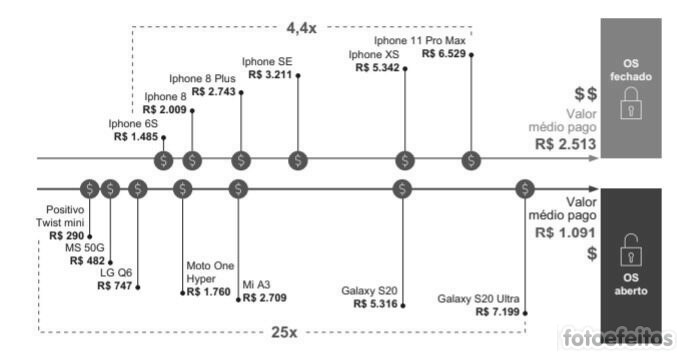 4,4x
Iphone 11 Pro Max
R$ 6.529
Iphone XS
R$ 5.342
Iphone SE
R$ 3.211
Iphone 8 Plus
R$ 2.743
Iphone 8
R$ 2.009
Iphone 6S
R$ 1.485
$$
Valor
médio pago
R$ 2.513
OS
fechado
$ $ $ $ $ $
$ $ $ $ $ $ $
Positivo
Twist mini
R$ 290
MS 50G
R$ 482
LG Q6
R$ 747
Moto One
Hyper
R$ 1.760
Mi A3
R$ 2.709
Galaxy S20
R$ 5.316
Galaxy S20 Ultra
R$ 7.199
Valor
médio pago
R$ 1.091
$
OS
aberto
25x
fotoefeitos